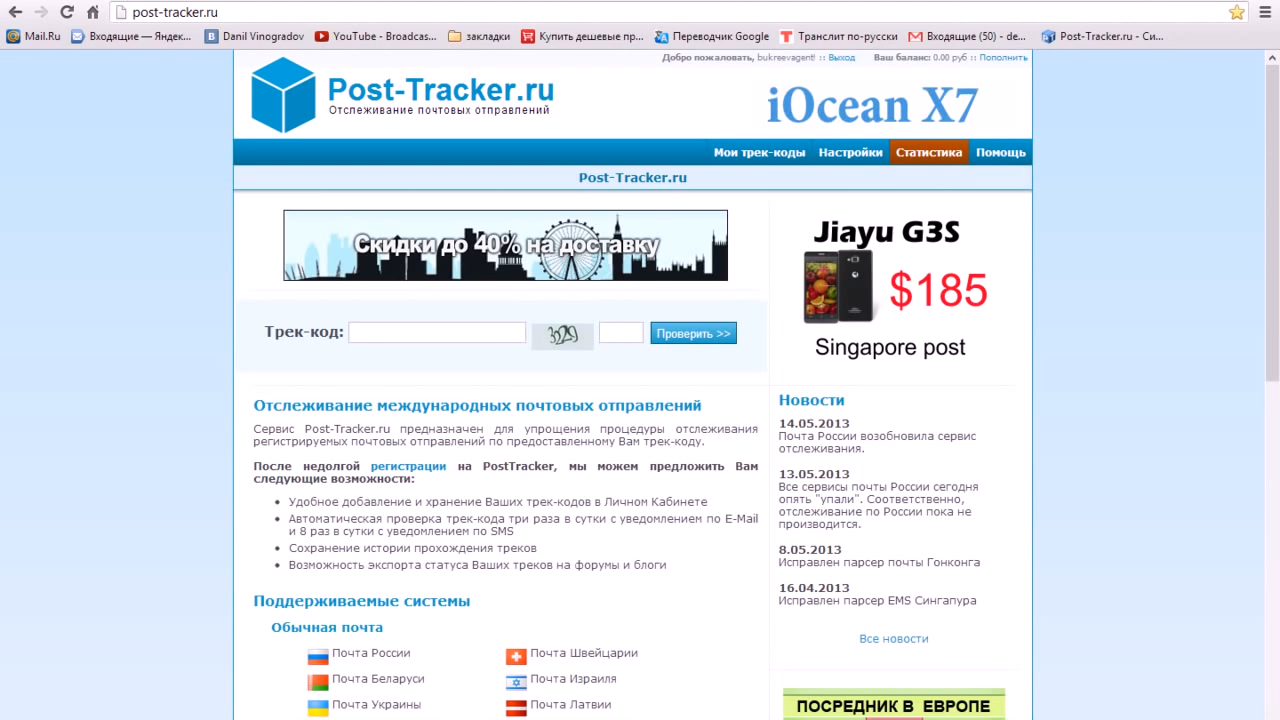 post-tracker.ru
Mail.Ru
Входящие — Яндек...
Danil Vinogradov
YouTube - Broadcas...
закладки
Купить дешевые пр...
Переводчик Google
Транслит по-русски
Входящие (50) - de...
Post-Tracker.ru - Си...
Добро пожаловать, bukreevagent! :: Выход
Ваш баланс: 0.00 руб :: Пополнить
Post-Tracker.ru
Отслеживание почтовых отправлений
iOcean X7
Мои трек-коды Настройки Статистика Помощь
Post-Tracker.ru
Скидки до 40% на доставку
Jiayu G3S
$185
Singapore post
Трек-код:
3029
Проверить >>
Отслеживание международных почтовых отправлений
Сервис Post-Tracker.ru предназначен для упрощения процедуры отслеживания
регистрируемых почтовых отправлений по предоставленному Вам трек-коду.
После недолгой регистрации на PostTracker, мы можем предложить Вам
следующие возможности:
Удобное добавление и хранение Ваших трек-кодов в Личном Кабинете
Автоматическая проверка трек-кода три раза в сутки с уведомлением по E-Mail
и 8 раз в сутки с уведомлением по SMS
Сохранение истории прохождения треков
Возможность экспорта статуса Ваших треков на форумы и блоги
Поддерживаемые системы
Обычная почта
Почта России
Почта Швейцарии
Почта Беларуси
Почта Израиля
Почта Украины
Почта Латвии
Новости
14.05.2013
Почта России возобновила сервис
отслеживания.
13.05.2013
Все сервисы почты России сегодня
опять "упали". Соответственно,
отслеживание по России пока не
производится.
8.05.2013
Исправлен парсер почты Гонконга
16.04.2013
Исправлен парсер EMS Сингапура
Все новости
ПОСРЕДНИК В ЕВРОПЕ